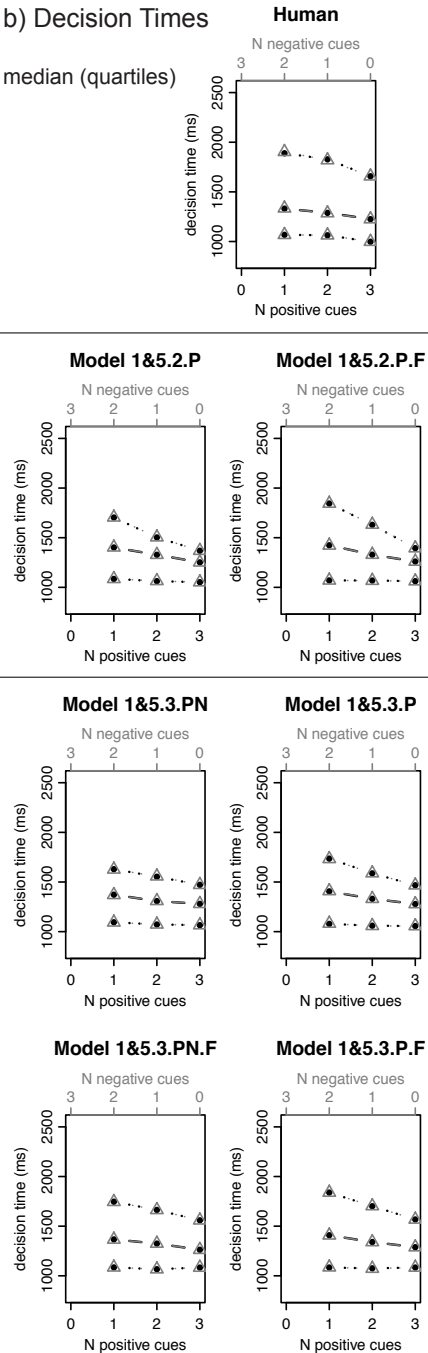 b) Decision Times
median (quartiles)
Human
N negative cues
3 2 1 0
decision time (ms)
2500
2000
1500
1000
0 1 2 3
N positive cues
Model 1&5.2.P
N negative cues
3 2 1 0
decision time (ms)
2500
2000
1500
1000
0 1 2 3
N positive cues
Model 1&5.2.P.F
N negative cues
3 2 1 0
decision time (ms)
2500
2000
1500
1000
0 1 2 3
N positive cues
Model 1&5.3.PN
N negative cues
3 2 1 0
decision time (ms)
2500
2000
1500
1000
0 1 2 3
N positive cues
Model 1&5.3.P
N negative cues
3 2 1 0
decision time (ms)
2500
2000
1500
1000
0 1 2 3
N positive cues
Model 1&5.3.PN.F
N negative cues
3 2 1 0
decision time (ms)
2500
2000
1500
1000
0 1 2 3
N positive cues
Model 1&5.3.P.F
N negative cues
3 2 1 0
decision time (ms)
2500
2000
1500
1000
0 1 2 3
N positive cues